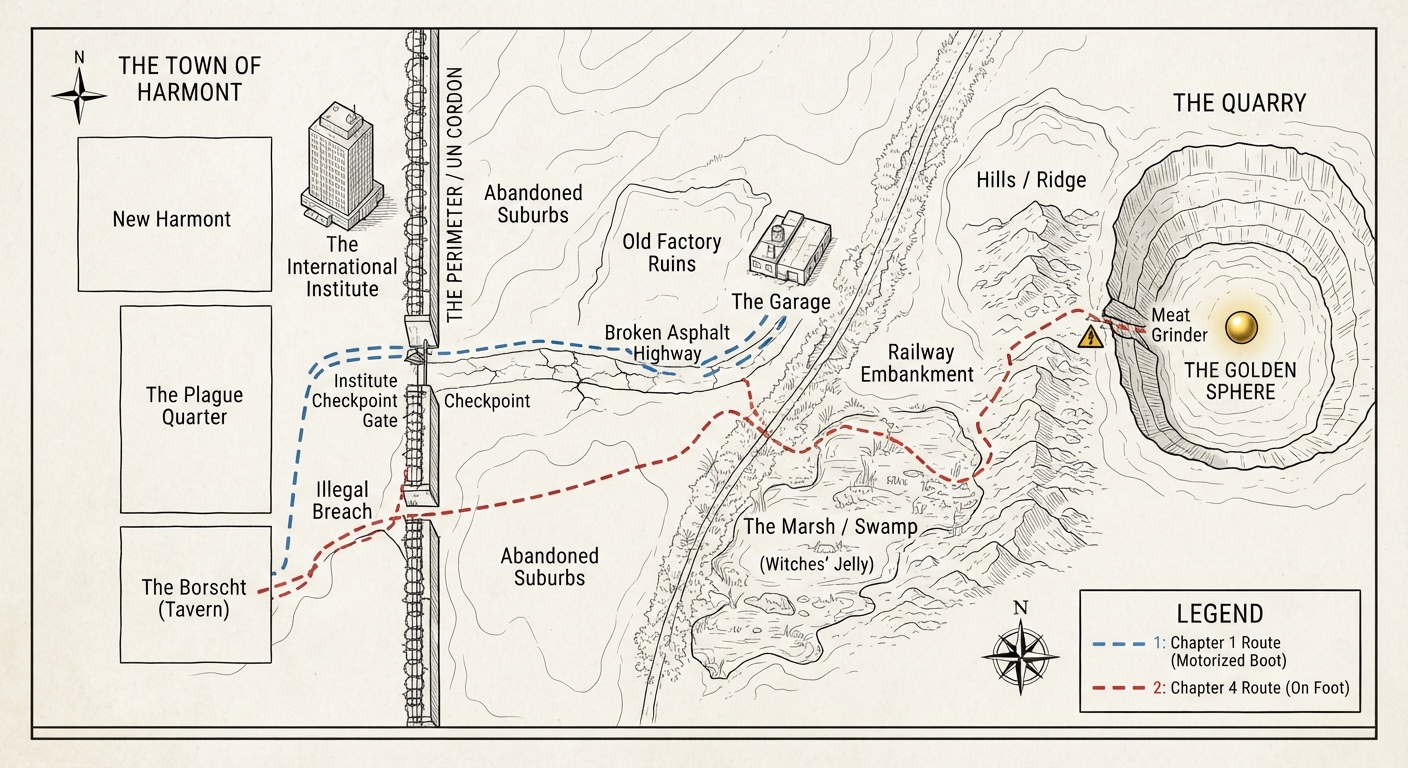 N
THE TOWN OF
HARMONT
New Harmont
The
International
Institute
THE PERIMETER / UN CORDON
Abandoned
Suburbs
Old Factory
Ruins
The Garage
Broken Asphalt
Highway
Hills / Ridge
THE QUARRY
Meat
Grinder
THE GOLDEN
SPHERE
Railway
Embankment
The Plague
Quarter
Institute
Checkpoint
Gate
Checkpoint
Illegal
Breach
The Borscht
(Tavern)
Abandoned
Suburbs
The Marsh / Swamp
(Witches' Jelly)
N
LEGEND
1: Chapter 1 Route
(Motorized Boot)
2: Chapter 4 Route (On Foot)